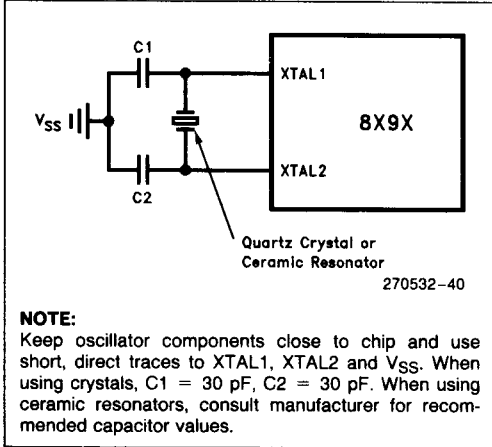 C1
XTAL1
8X9X
VSS
XTAL2
C2
Quartz Crystal or
Ceramic Resonator
270532-40
NOTE:
Keep oscillator components close to chip and use
short, direct traces to XTAL1, XTAL2 and VSS. When
using crystals, C1 = 30 pF, C2 = 30 pF. When using
ceramic resonators, consult manufacturer for recom-
mended capacitor values.